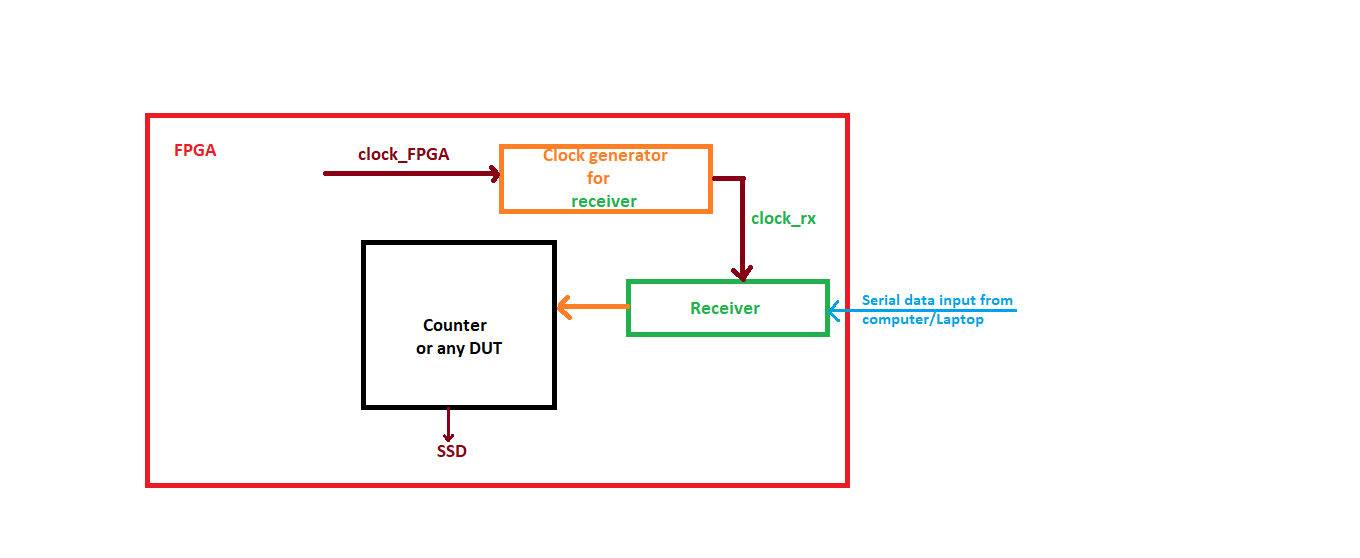 FPGA
clock_FPGA
Clock generator
for
receiver
clock_rx
Receiver
Serial data input from
computer/Laptop
Counter
or any DUT
SSD